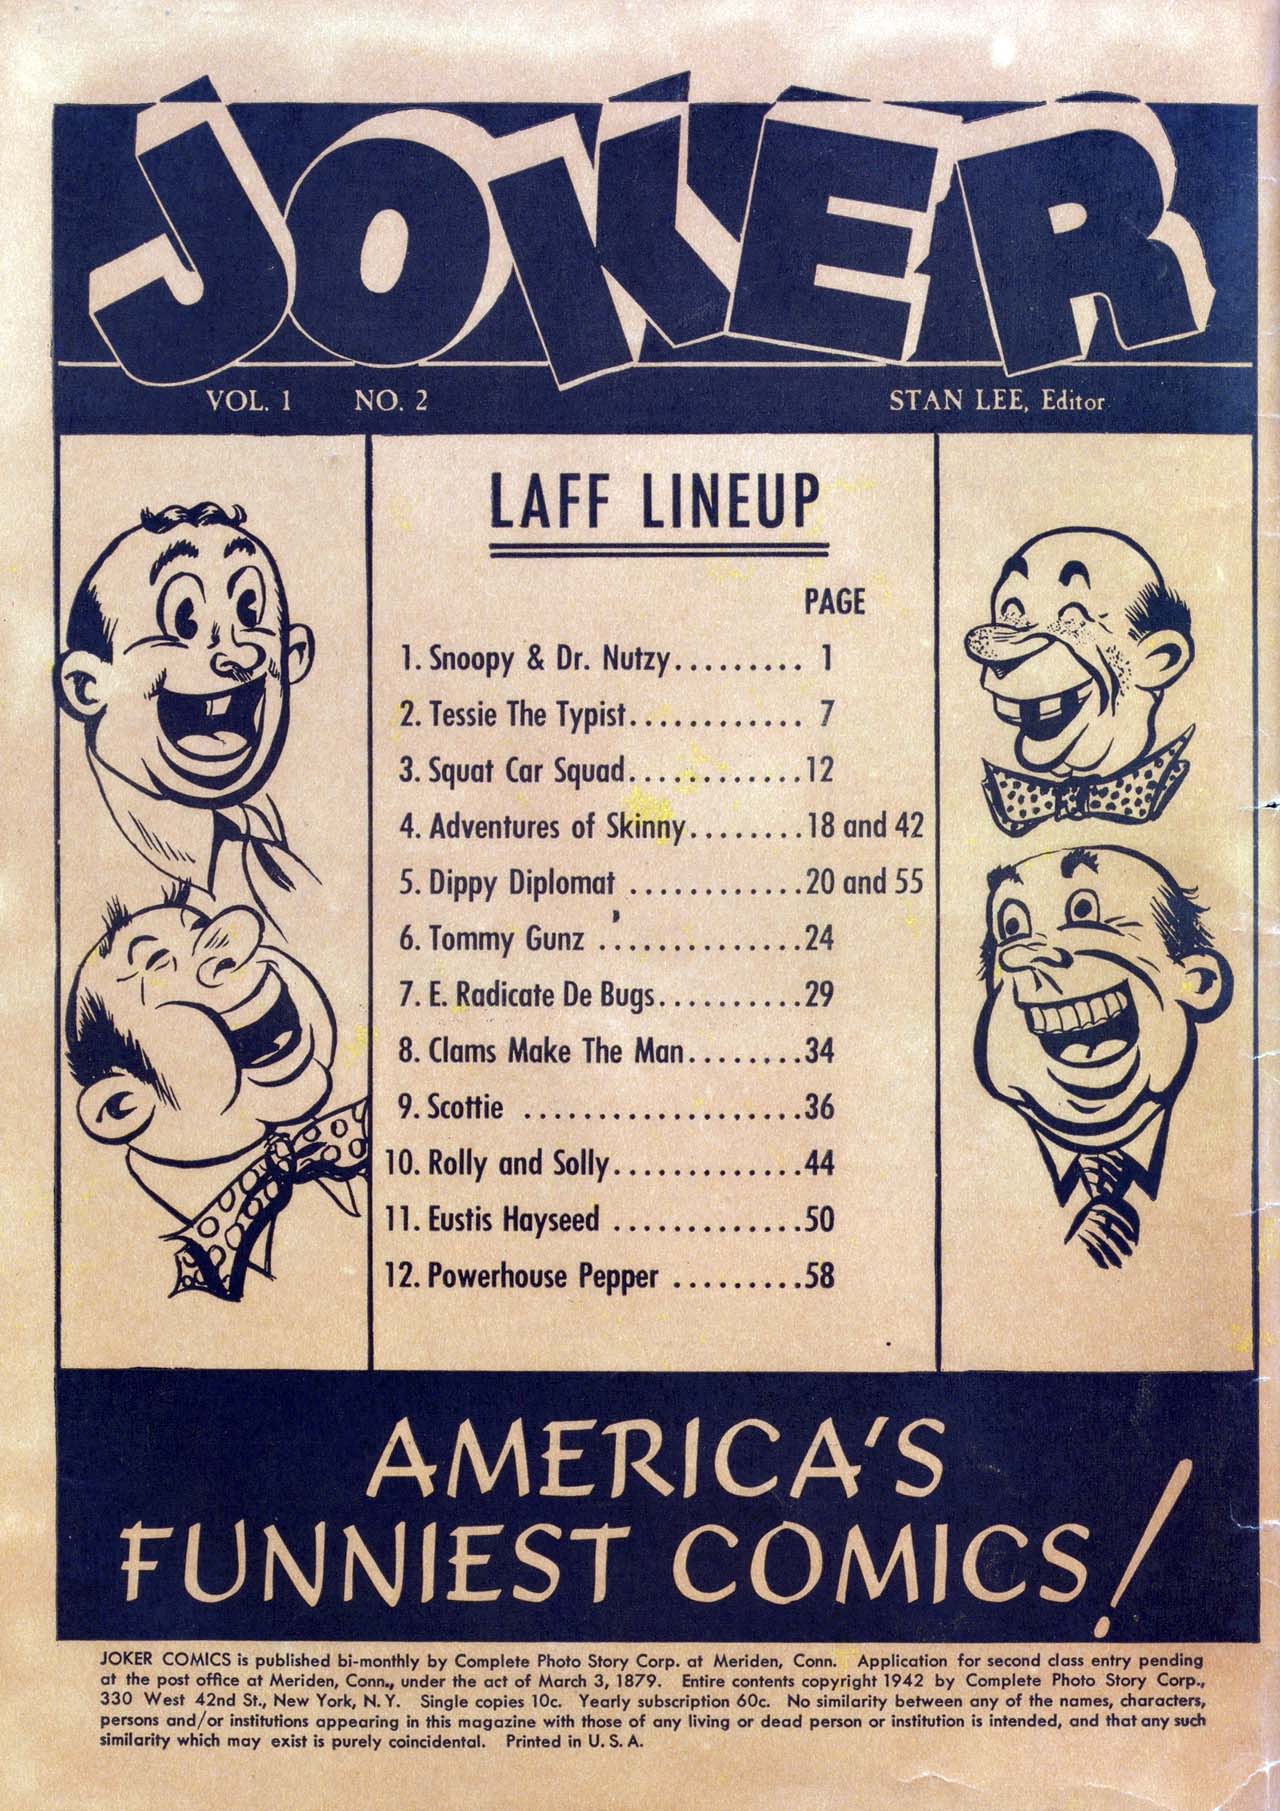 JOKER
VOL. 1 NO. 2 STAN LEE, Editor
LAFF LINEUP
PAGE
1. Snoopy & Dr. Nutzy......... 1
2. Tessie The Typist............ 7
3. Squat Car Squad............12
4. Adventures of Skinny........18 and 42
5. Dippy Diplomat ............20 and 55
6. Tommy Gunz ..............24
7. E. Radicate De Bugs..........29
8. Clams Make The Man........34
9. Scottie ...................36
10. Rolly and Solly.............44
11. Eustis Hayseed .............50
12. Powerhouse Pepper .........58
AMERICA'S
FUNNIEST COMICS!
JOKER COMICS is published bi-monthly by Complete Photo Story Corp. at Meriden, Conn. Application for second class entry pending
at the post office at Meriden, Conn., under the act of March 3, 1879. Entire contents copyright 1942 by Complete Photo Story Corp.,
330 West 42nd St., New York, N. Y. Single copies 10c. Yearly subscription 60c. No similarity between any of the names, characters,
persons and/or institutions appearing in this magazine with those of any living or dead person or institution is intended, and that any such
similarity which may exist is purely coincidental. Printed in U. S. A.